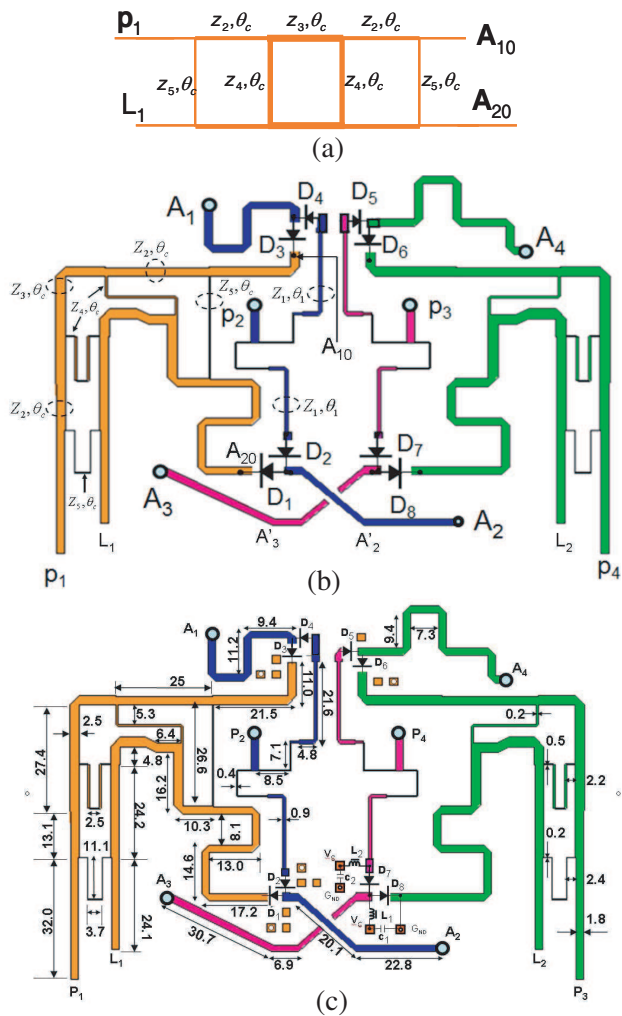 p1 z2,θc z3,θc z2,θc A10
z5,θc z4,θc z4,θc z5,θc
L1 A20
(a)
A1 D4 D5 A4
D3 D6
Z2,θc
Z3,θc Z4,θc Z5,θc Z1,θ1
p2 p3
A10
Z2,θc Z1,θ1
A20 D2 D7
Z5,θc A3 D1 D8
A'3 A'2 A2
L1 L2
p1 p4
(b)
A1 9.4 D4 D5 9.4 7.3
11.2 D3 D6 A4
25 11.0 21.6
2.5 5.3 21.5 0.2
27.4 6.4 26.6 P2 P4 0.5
4.8 7.1 4.8
24.2 16.2 0.4 8.5 2.2
2.5 10.3 8.1 0.9
13.1 11.1 13.0 VG L2 0.2
14.6 D2 C2 D7
A3 GND D8 2.4
3.7 17.2 D1 L1 GND
32.0 24.1 C1 1.8
30.7 20.1 A2
L1 6.9 22.8 L2
P1 P3
(c)